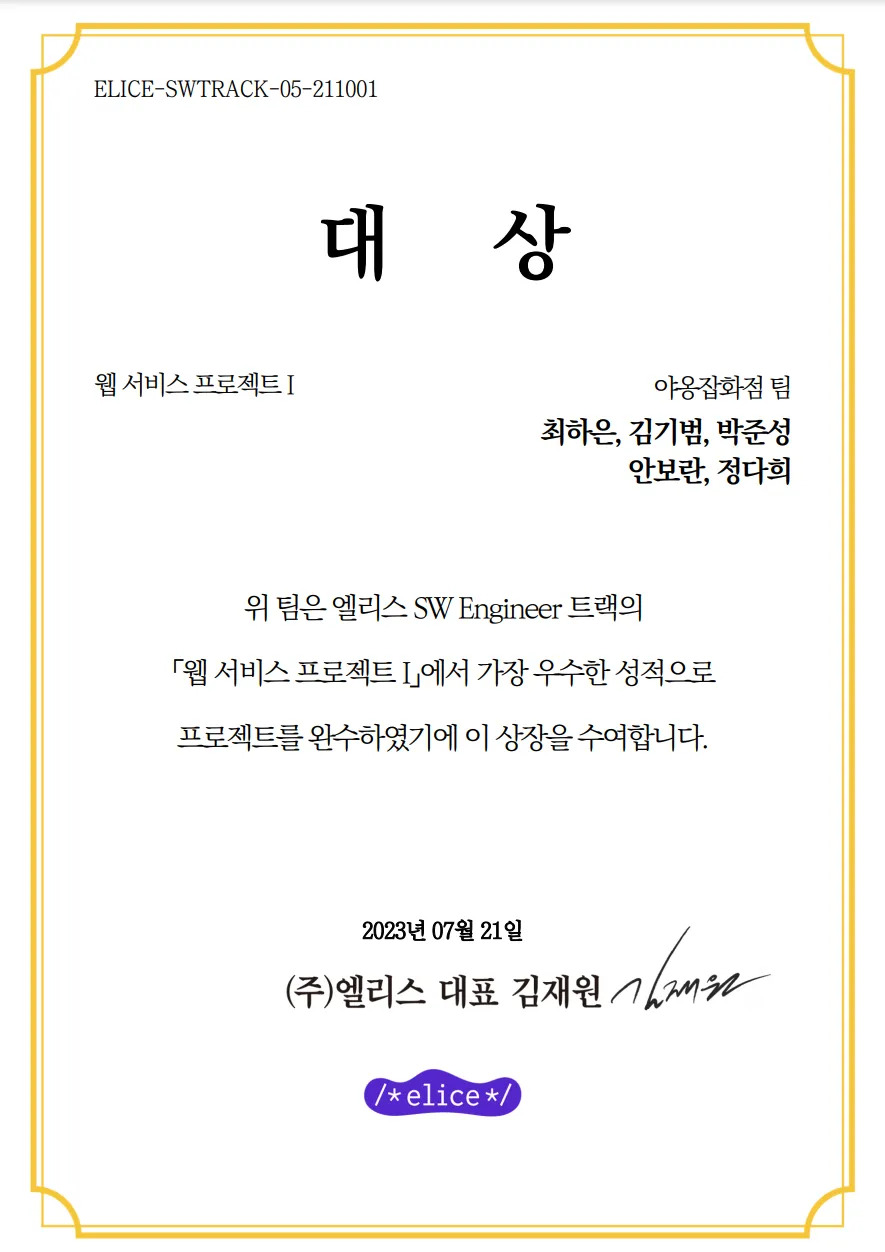 ELICE-SWTRACK-05-211001
대 상
웹 서비스 프로젝트 I
야옹잡화점 팀
최하은, 김기범, 박준성
안보란, 정다희
위 팀은 엘리스 SW Engineer 트랙의
「웹 서비스 프로젝트 I」에서 가장 우수한 성적으로
프로젝트를 완수하였기에 이 상장을 수여합니다.
2023년 07월 21일
(주)엘리스 대표 김재원 김재원
/*elice*/